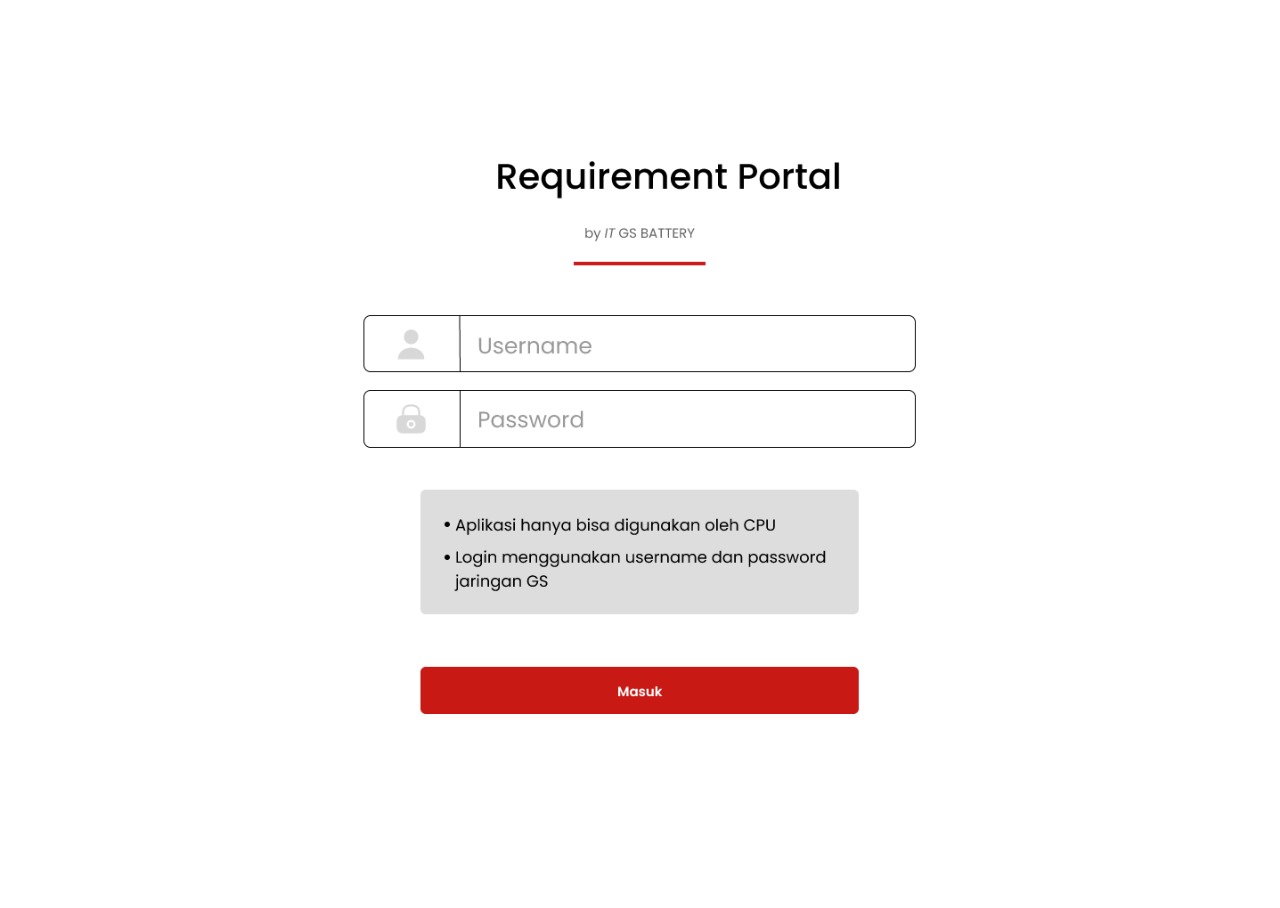 Requirement Portal
by IT GS BATTERY
Username
Password
• Aplikasi hanya bisa digunakan oleh CPU
• Login menggunakan username dan password
jaringan GS
Masuk